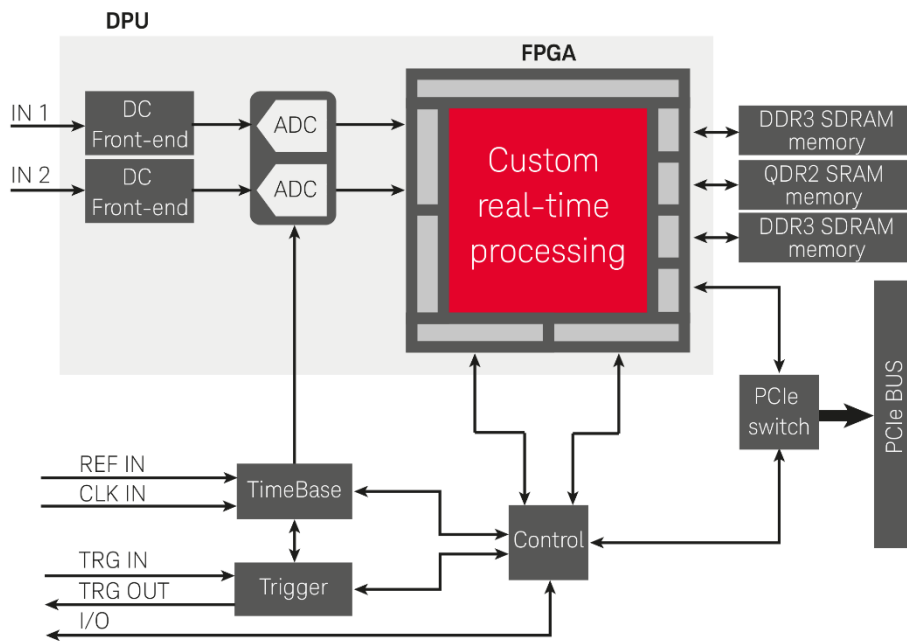 DPU
FPGA
IN 1
DC
Front-end
ADC
IN 2
DC
Front-end
ADC
Custom
real-time
processing
DDR3 SDRAM
memory
QDR2 SRAM
memory
DDR3 SDRAM
memory
PCIe
switch
PCIe BUS
REF IN
CLK IN
TimeBase
Control
TRG IN
TRG OUT
Trigger
I/O